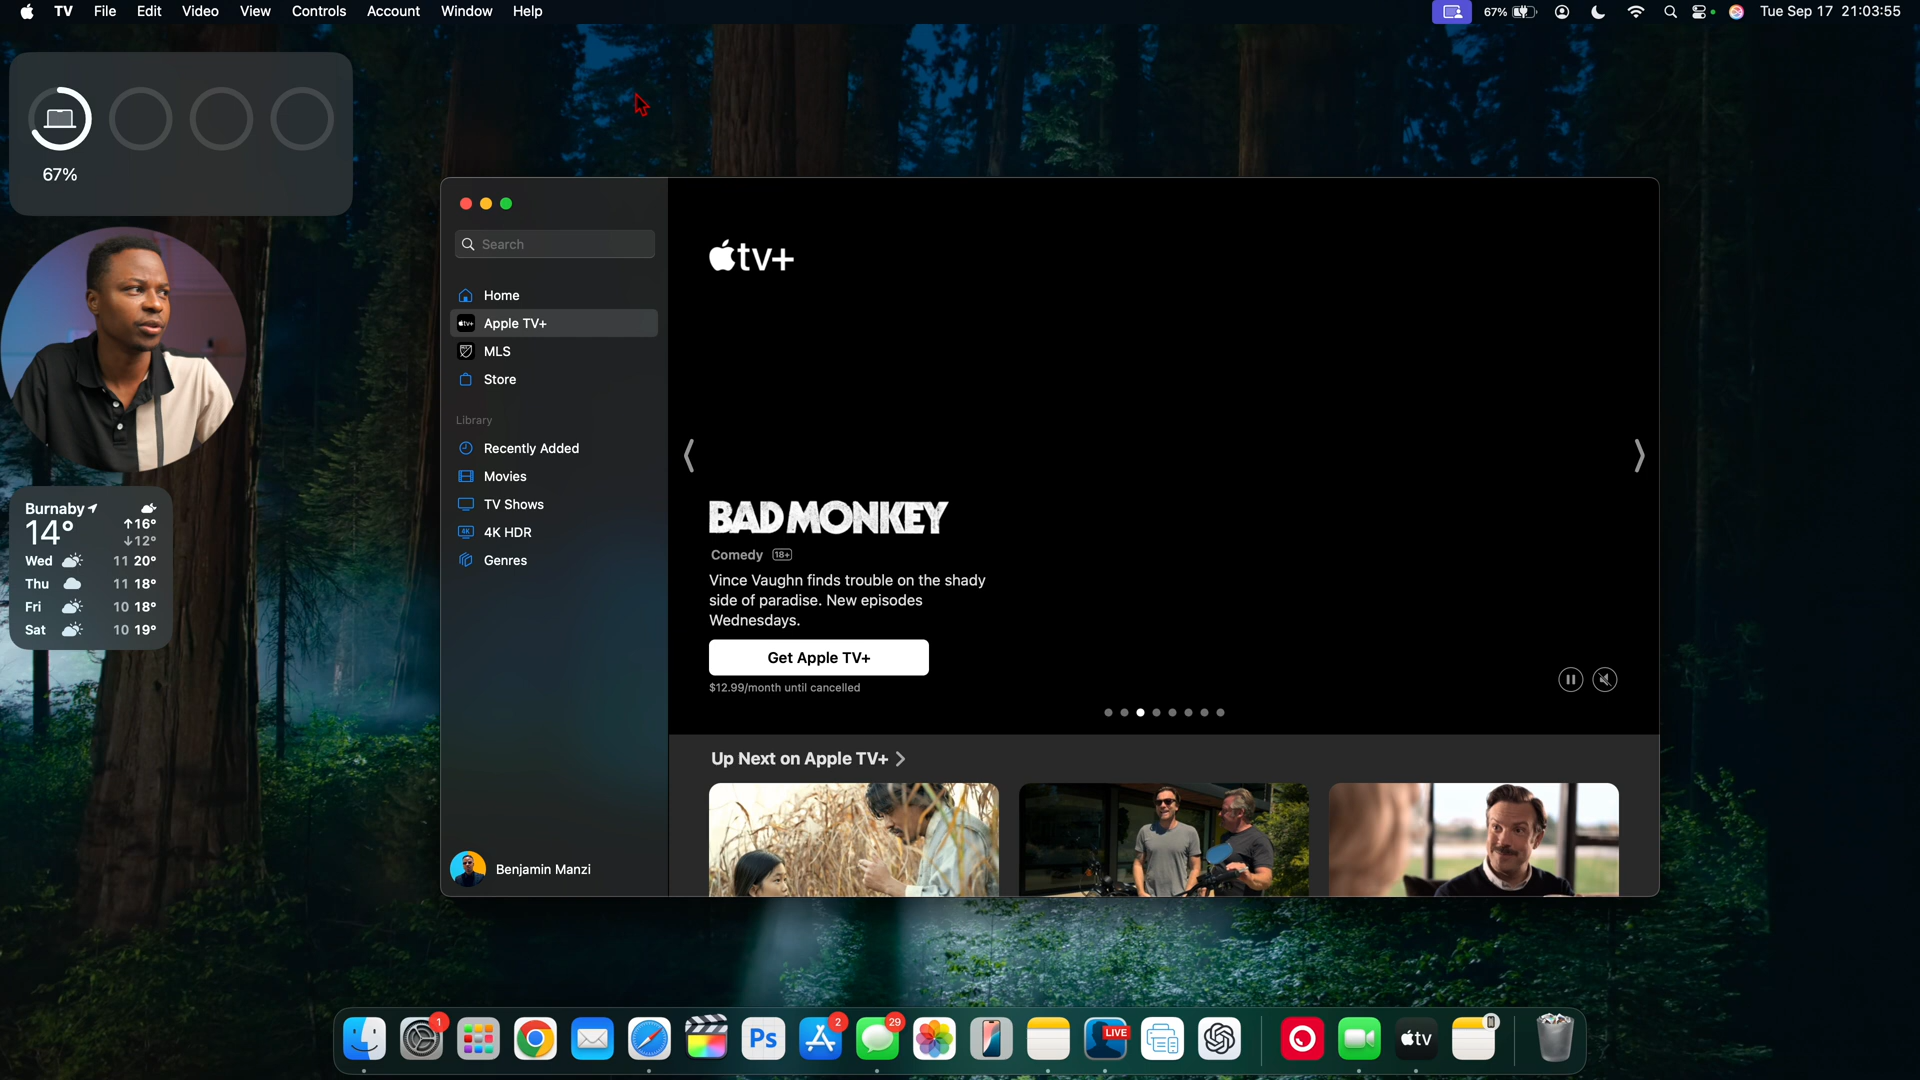 TV File Edit Video View Controls Account Window Help
67%
Tue Sep 17 21:03:55
67%
Burnaby
14°
↑16°
↓12°
Wed 11 20°
Thu 11 18°
Fri 10 18°
Sat 10 19°
Search
Home
tv+ Apple TV+
MLS
Store
Library
Recently Added
Movies
TV Shows
4K 4K HDR
Genres
Benjamin Manzi
tv+
BAD MONKEY
Comedy 18+
Vince Vaughn finds trouble on the shady
side of paradise. New episodes
Wednesdays.
Get Apple TV+
$12.99/month until cancelled
Up Next on Apple TV+
1
Ps
2
29
LIVE
tv